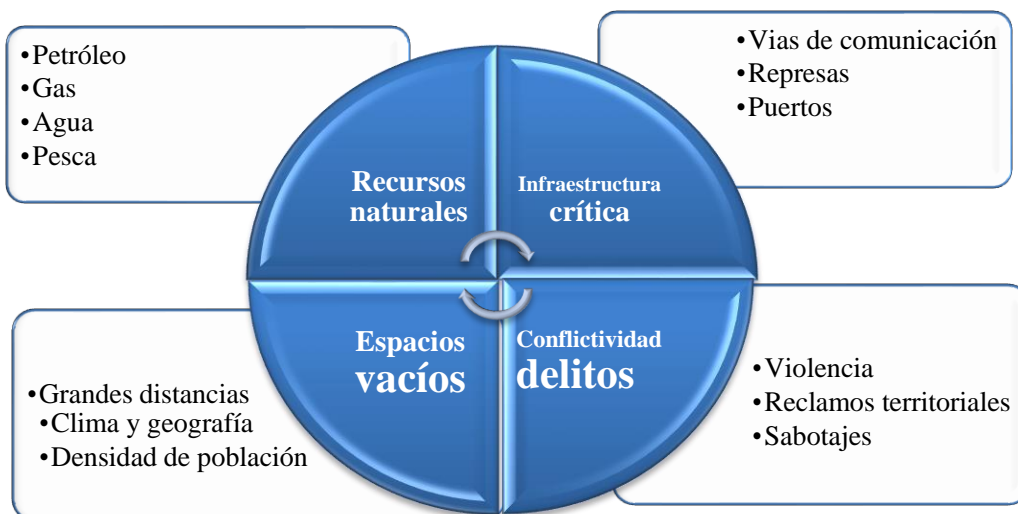 •Petróleo
•Gas
•Agua
•Pesca
•Vias de comunicación
•Represas
•Puertos
Recursos
naturales
Infraestructura
crítica
Espacios
vacíos
Conflictividad
delitos
•Grandes distancias
•Clima y geografía
•Densidad de población
•Violencia
•Reclamos territoriales
•Sabotajes